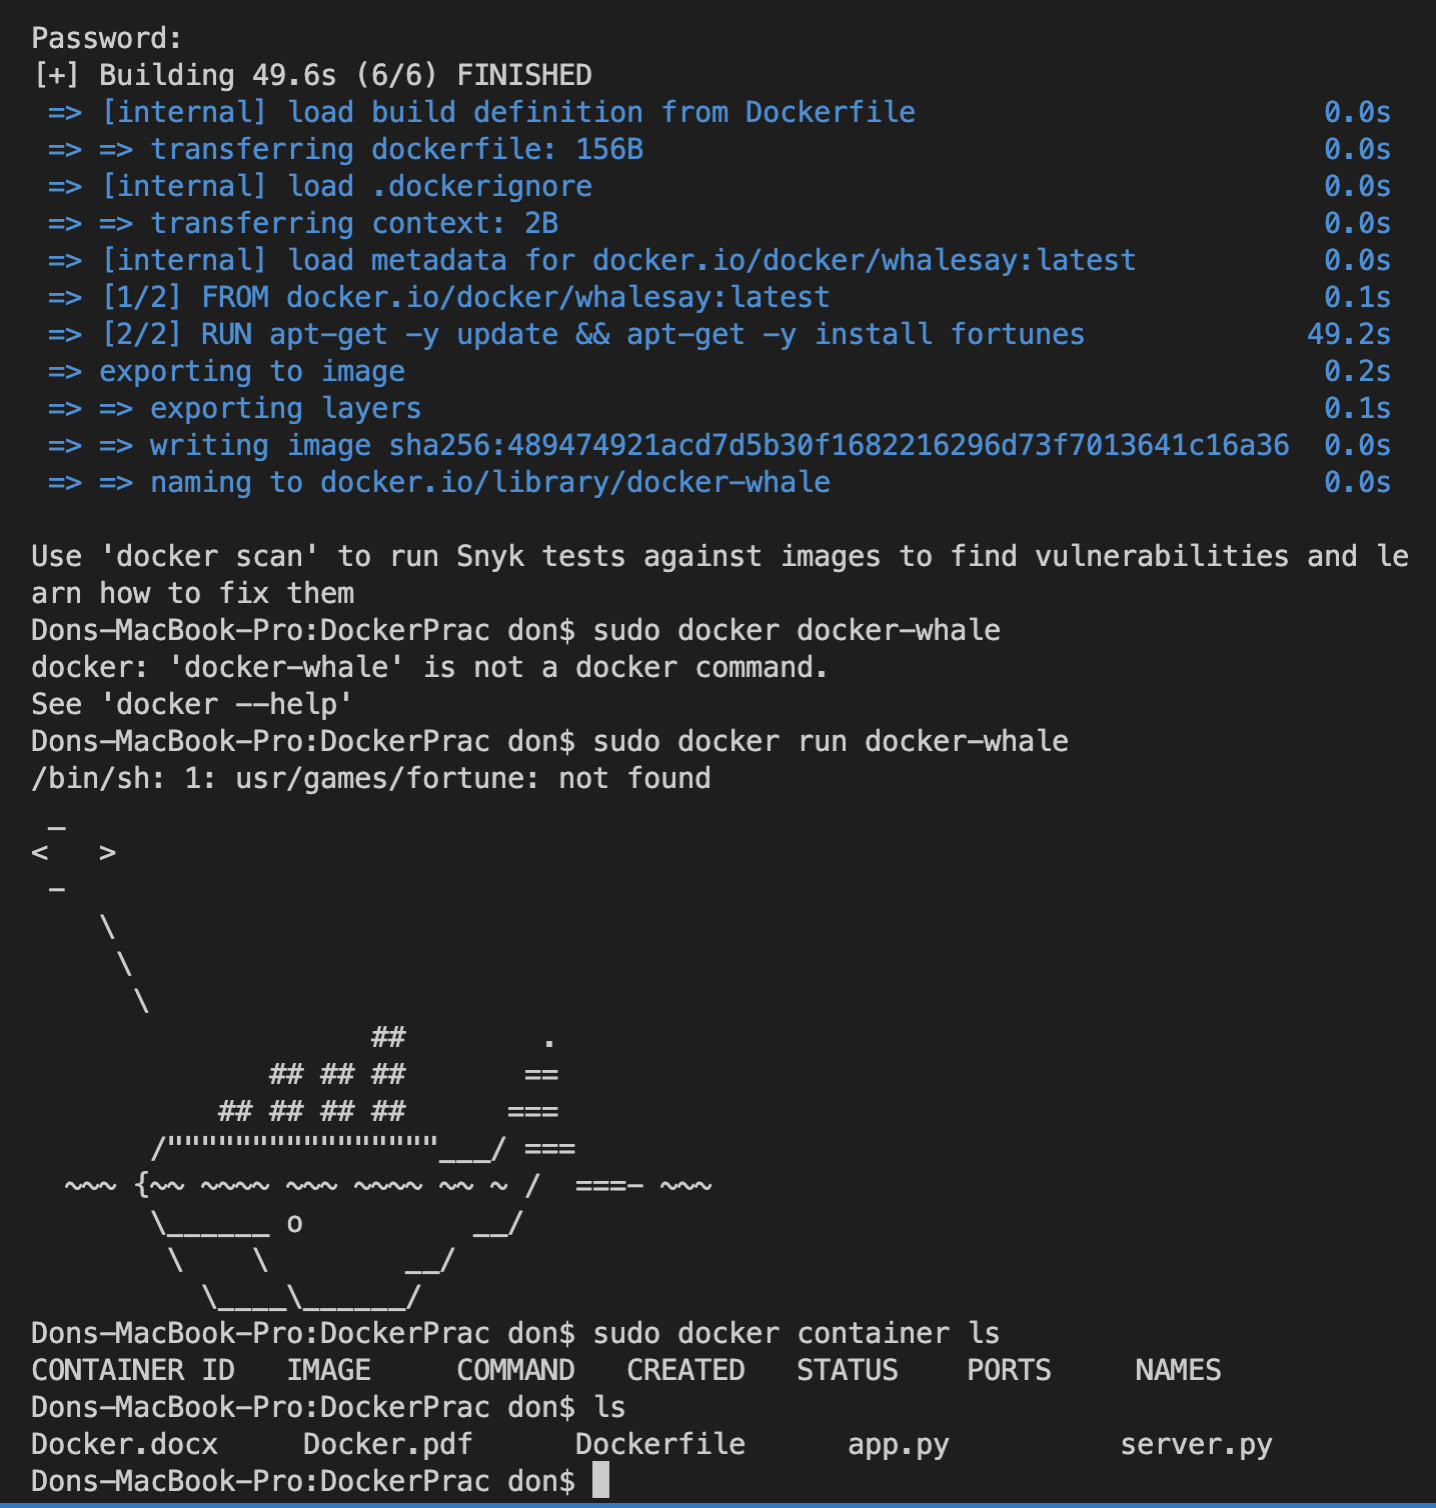 Password:
[+] Building 49.6s (6/6) FINISHED
 => [internal] load build definition from Dockerfile                        0.0s
 => => transferring dockerfile: 156B                                        0.0s
 => [internal] load .dockerignore                                           0.0s
 => => transferring context: 2B                                             0.0s
 => [internal] load metadata for docker.io/docker/whalesay:latest           0.0s
 => [1/2] FROM docker.io/docker/whalesay:latest                             0.1s
 => [2/2] RUN apt-get -y update && apt-get -y install fortunes             49.2s
 => exporting to image                                                      0.2s
 => => exporting layers                                                     0.1s
 => => writing image sha256:489474921acd7d5b30f1682216296d73f7013641c16a36  0.0s
 => => naming to docker.io/library/docker-whale                             0.0s

Use 'docker scan' to run Snyk tests against images to find vulnerabilities and le
arn how to fix them
Dons-MacBook-Pro:DockerPrac don$ sudo docker docker-whale
docker: 'docker-whale' is not a docker command.
See 'docker --help'
Dons-MacBook-Pro:DockerPrac don$ sudo docker run docker-whale
/bin/sh: 1: usr/games/fortune: not found
 _
<   >
 -
    \
     \
      \
                    ##        .
              ## ## ##       ==
           ## ## ## ##      ===
       /""""""""""""""""___/ ===
  ~~~ {~~ ~~~~ ~~~ ~~~~ ~~ ~ /  ===- ~~~
       \______ o          __/
        \    \        __/
          \____\______/
Dons-MacBook-Pro:DockerPrac don$ sudo docker container ls
CONTAINER ID   IMAGE     COMMAND   CREATED   STATUS    PORTS     NAMES
Dons-MacBook-Pro:DockerPrac don$ ls
Docker.docx     Docker.pdf      Dockerfile      app.py          server.py
Dons-MacBook-Pro:DockerPrac don$